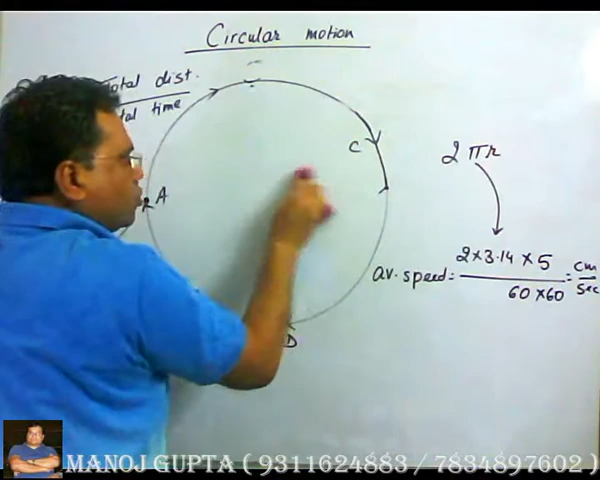 Circular motion
Total dist.
tal time
A
C
D
2πr
av. speed = 2 × 3.14 × 5 / 60 × 60 = cm / sec
MANOJ GUPTA ( 9311624883 / 7834897602 )